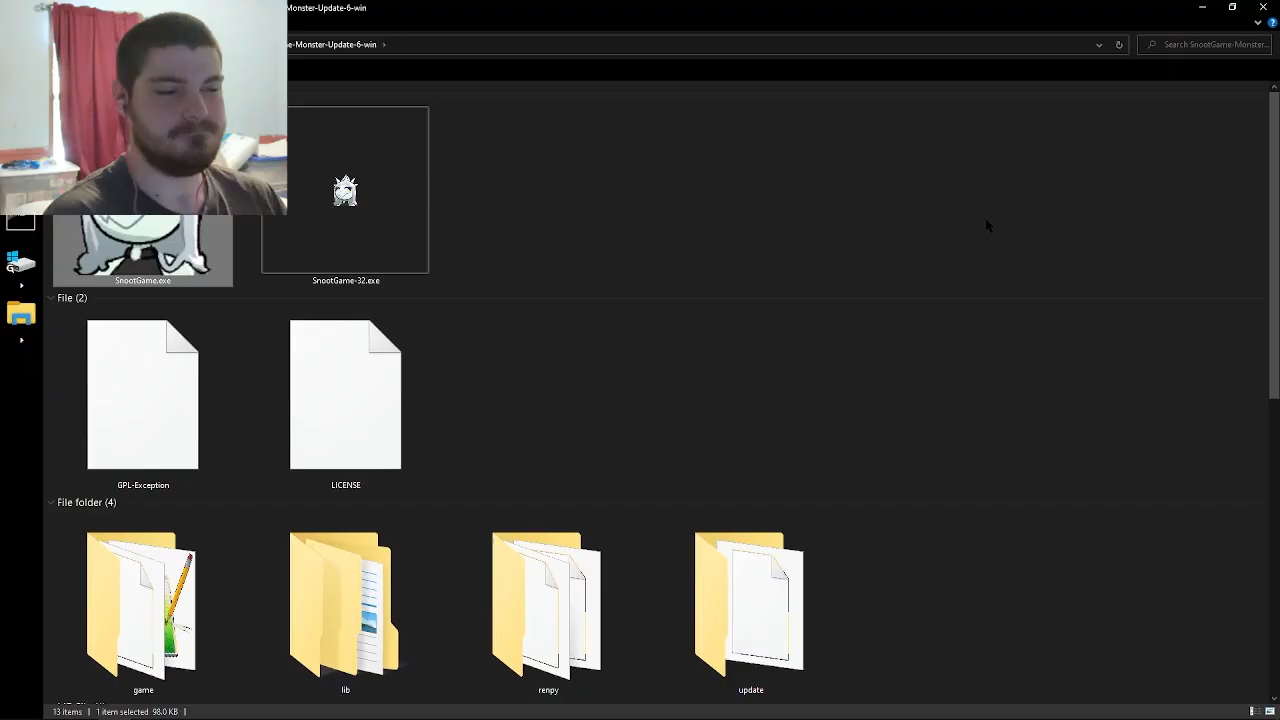 -Monster-Update-6-win
e-Monster-Update-6-win
Search SnootGame-Monster...
SnootGame.exe
SnootGame-32.exe
File (2)
GPL-Exception
LICENSE
File folder (4)
game
lib
renpy
update
13 items
1 item selected 98.0 KB